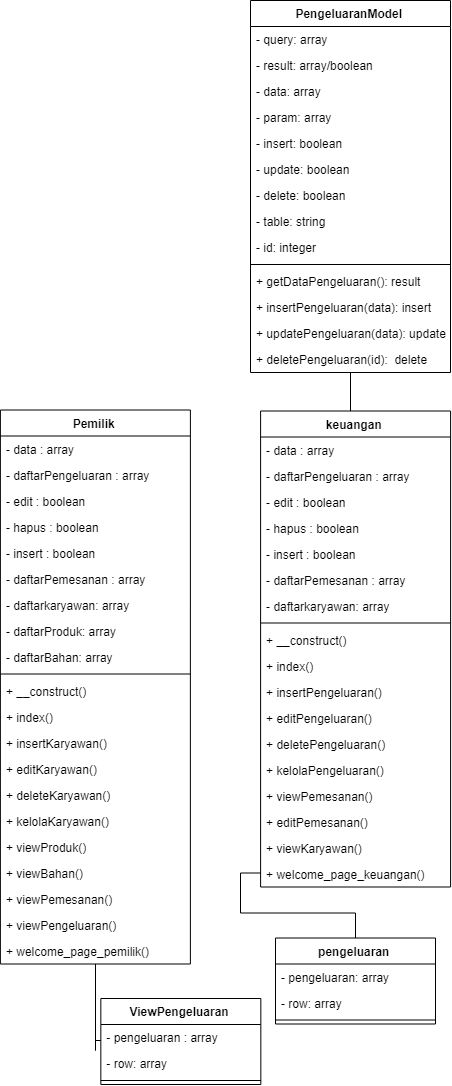 PengeluaranModel
- query: array
- result: array/boolean
- data: array
- param: array
- insert: boolean
- update: boolean
- delete: boolean
- table: string
- id: integer
+ getDataPengeluaran(): result
+ insertPengeluaran(data): insert
+ updatePengeluaran(data): update
+ deletePengeluaran(id): delete
Pemilik
- data : array
- daftarPengeluaran : array
- edit : boolean
- hapus : boolean
- insert : boolean
- daftarPemesanan : array
- daftarkaryawan: array
- daftarProduk: array
- daftarBahan: array
+ __construct()
+ index()
+ insertKaryawan()
+ editKaryawan()
+ deleteKaryawan()
+ kelolaKaryawan()
+ viewProduk()
+ viewBahan()
+ viewPemesanan()
+ viewPengeluaran()
+ welcome_page_pemilik()
keuangan
- data : array
- daftarPengeluaran : array
- edit : boolean
- hapus : boolean
- insert : boolean
- daftarPemesanan : array
- daftarkaryawan: array
+ __construct()
+ index()
+ insertPengeluaran()
+ editPengeluaran()
+ deletePengeluaran()
+ kelolaPengeluaran()
+ viewPemesanan()
+ editPemesanan()
+ viewKaryawan()
+ welcome_page_keuangan()
pengeluaran
- pengeluaran: array
- row: array
ViewPengeluaran
- pengeluaran : array
- row: array